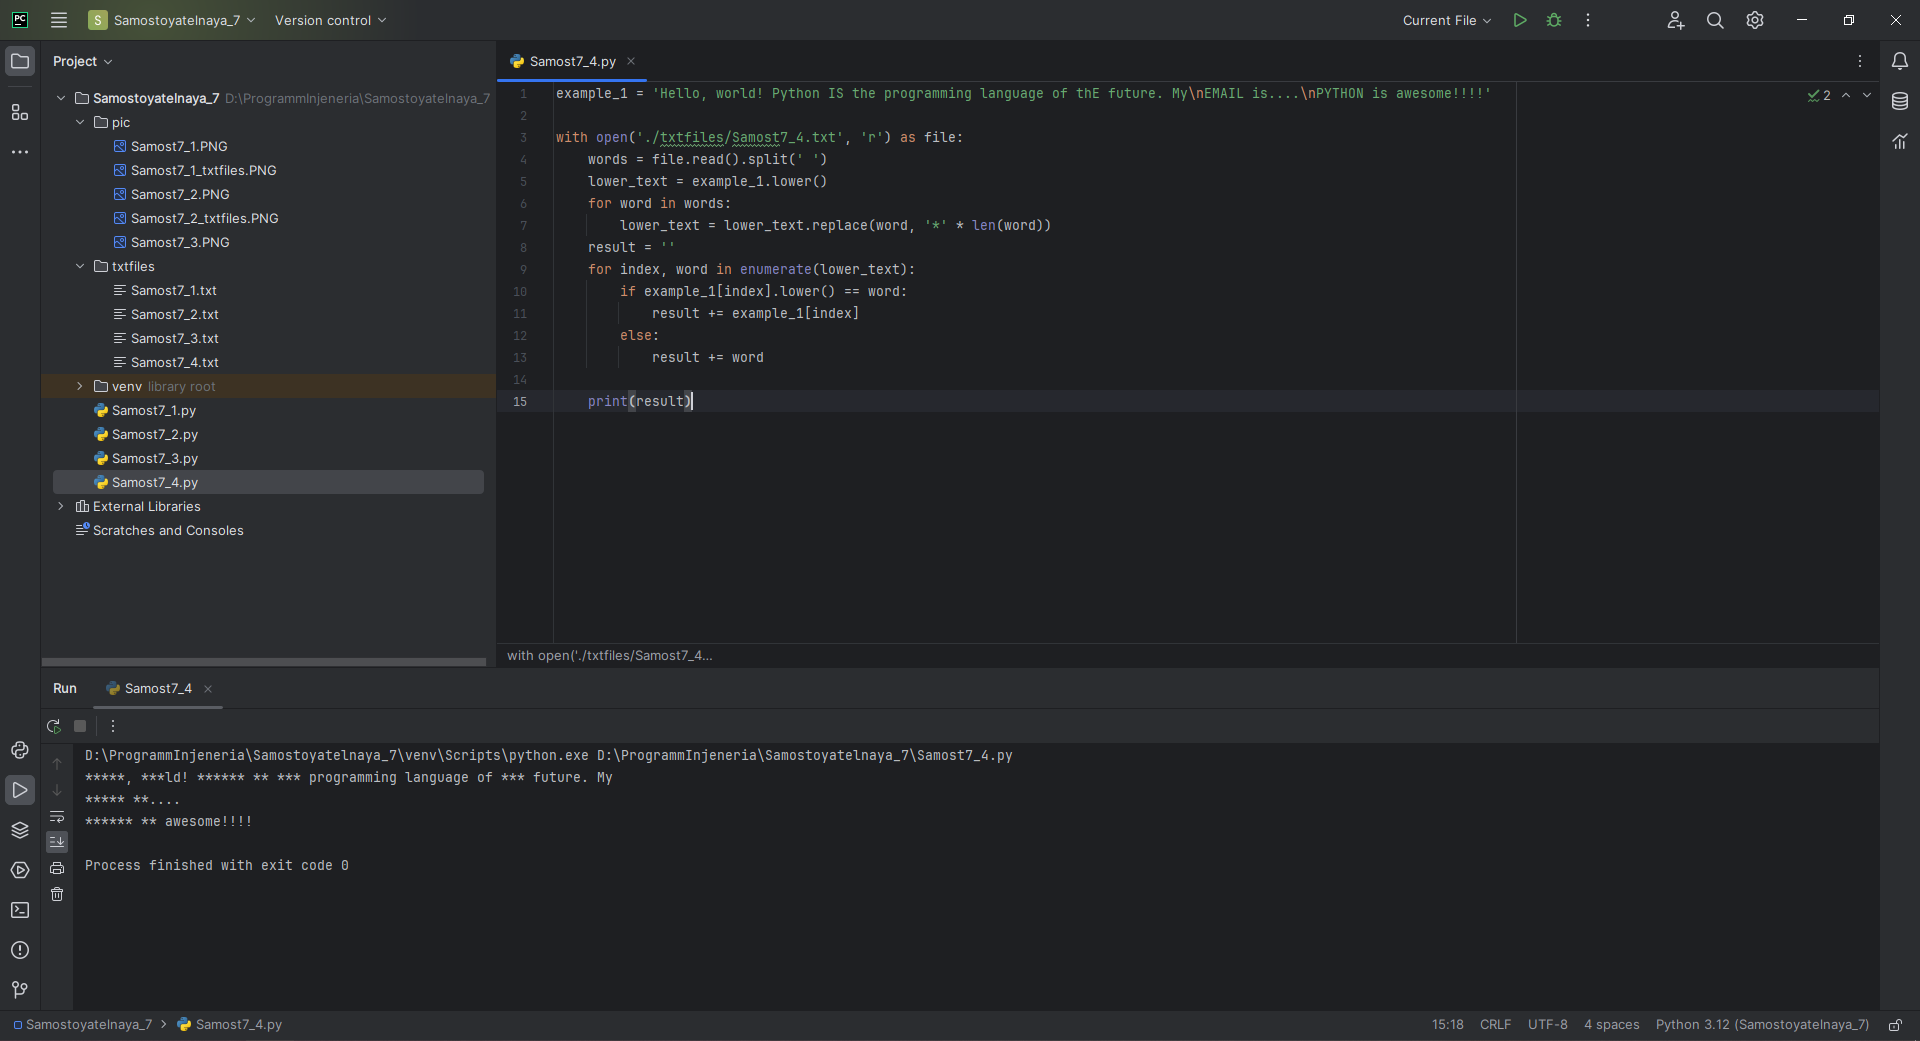 PC
S Samostoyatelnaya_7 Version control Current File
Project
Samost7_4.py
Samostoyatelnaya_7 D:\ProgrammInjeneria\Samostoyatelnaya_7
pic
Samost7_1.PNG
Samost7_1_txtfiles.PNG
Samost7_2.PNG
Samost7_2_txtfiles.PNG
Samost7_3.PNG
txtfiles
Samost7_1.txt
Samost7_2.txt
Samost7_3.txt
Samost7_4.txt
venv library root
Samost7_1.py
Samost7_2.py
Samost7_3.py
Samost7_4.py
External Libraries
Scratches and Consoles
2
1 example_1 = 'Hello, world! Python IS the programming language of thE future. My\nEMAIL is....\nPYTHON is awesome!!!!'
2
3 with open('./txtfiles/Samost7_4.txt', 'r') as file:
4 words = file.read().split(' ')
5 lower_text = example_1.lower()
6 for word in words:
7 lower_text = lower_text.replace(word, '*' * len(word))
8 result = ''
9 for index, word in enumerate(lower_text):
10 if example_1[index].lower() == word:
11 result += example_1[index]
12 else:
13 result += word
14
15 print(result)
with open('./txtfiles/Samost7_4...
Run Samost7_4
D:\ProgrammInjeneria\Samostoyatelnaya_7\venv\Scripts\python.exe D:\ProgrammInjeneria\Samostoyatelnaya_7\Samost7_4.py
*****, ***ld! ****** ** *** programming language of *** future. My
***** **....
****** ** awesome!!!!
Process finished with exit code 0
Samostoyatelnaya_7 Samost7_4.py 15:18 CRLF UTF-8 4 spaces Python 3.12 (Samostoyatelnaya_7)